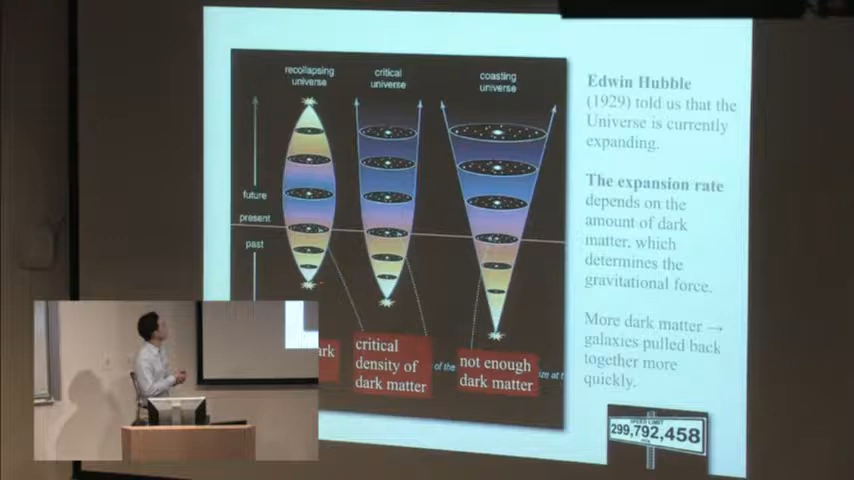 recollapsing
universe
critical
universe
coasting
universe
future
present
past
ark
critical
density of
dark matter
of the
not enough
dark matter
Edwin Hubble
(1929) told us that the
Universe is currently
expanding.
The expansion rate
depends on the
amount of dark
matter, which
determines the
gravitational force.
More dark matter →
galaxies pulled back
together more
quickly.
SPEED LIMIT
299,792,458